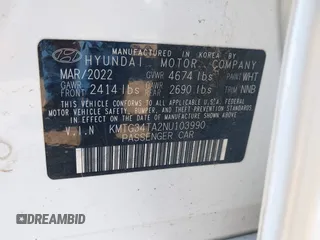 MANUFACTURED IN KOREA BY
HYUNDAI MOTOR COMPANY
MAR/2022 GVWR 4674 lbs PAINT WHT
GAWR FRONT 2414 lbs GAWR 2690 lbs TRIM NNB
THIS VEHICLE CONFORMS TO ALL APPLICABLE FEDERAL
MOTOR VEHICLE SAFETY, BUMPER, AND THEFT PREVENTION
STANDARDS IN EFFECT ON THE DATE OF MANUFACTURE
SHOWN ABOVE.
V.I.N KMTG34TA2NU103990
PASSENGER CAR
DREAMBID.COM